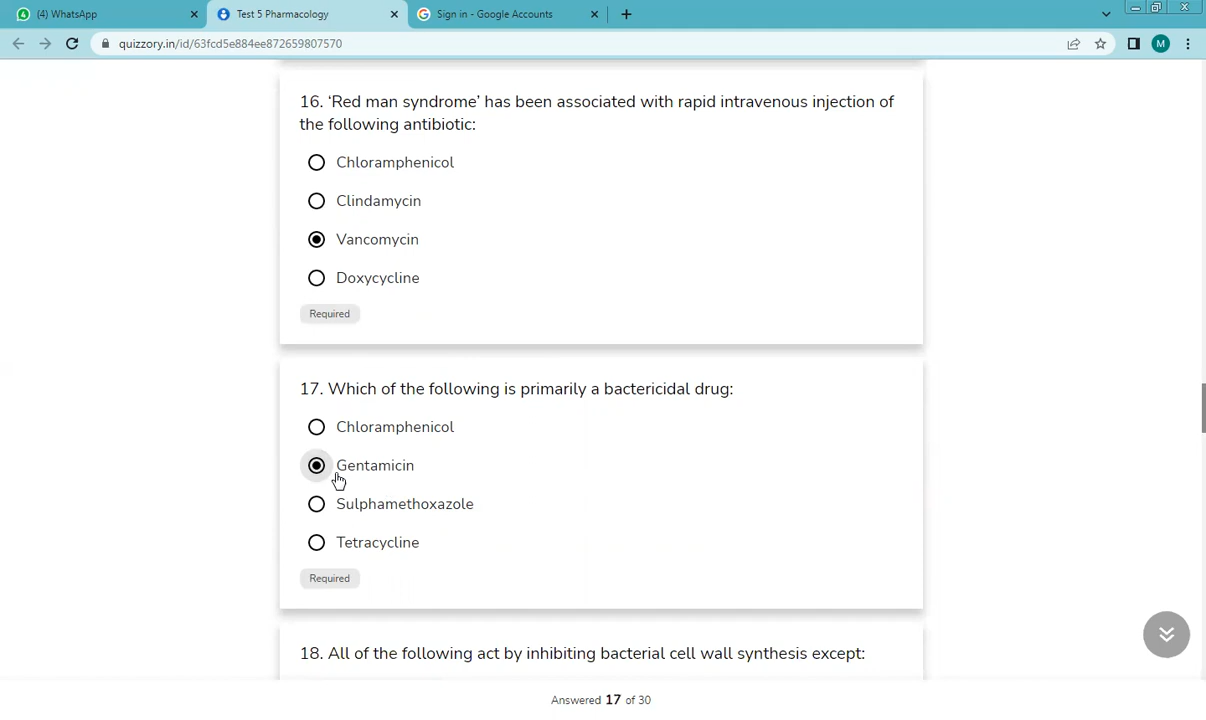 (4) WhatsApp
Test 5 Pharmacology
Sign in - Google Accounts
quizzory.in/id/63fcd5e884ee872659807570
M
16. ‘Red man syndrome’ has been associated with rapid intravenous injection of
the following antibiotic:
Chloramphenicol
Clindamycin
Vancomycin
Doxycycline
Required
17. Which of the following is primarily a bactericidal drug:
Chloramphenicol
Gentamicin
Sulphamethoxazole
Tetracycline
Required
18. All of the following act by inhibiting bacterial cell wall synthesis except:
Answered 17 of 30